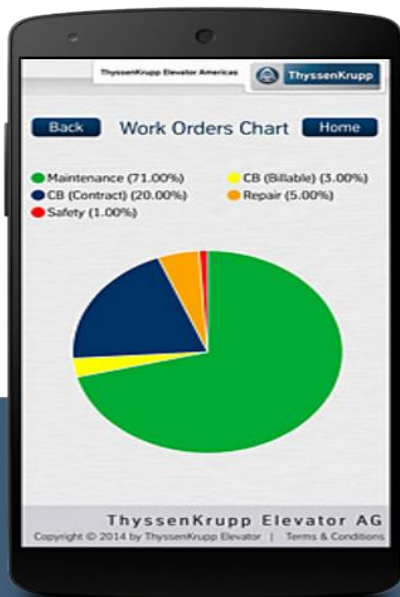 ThyssenKrupp Elevator Americas
ThyssenKrupp
Back Work Orders Chart Home
Maintenance (71.00%) CB (Billable) (3.00%)
CB (Contract) (20.00%) Repair (5.00%)
Safety (1.00%)
ThyssenKrupp Elevator AG
Copyright © 2014 by ThyssenKrupp Elevator | Terms & Conditions